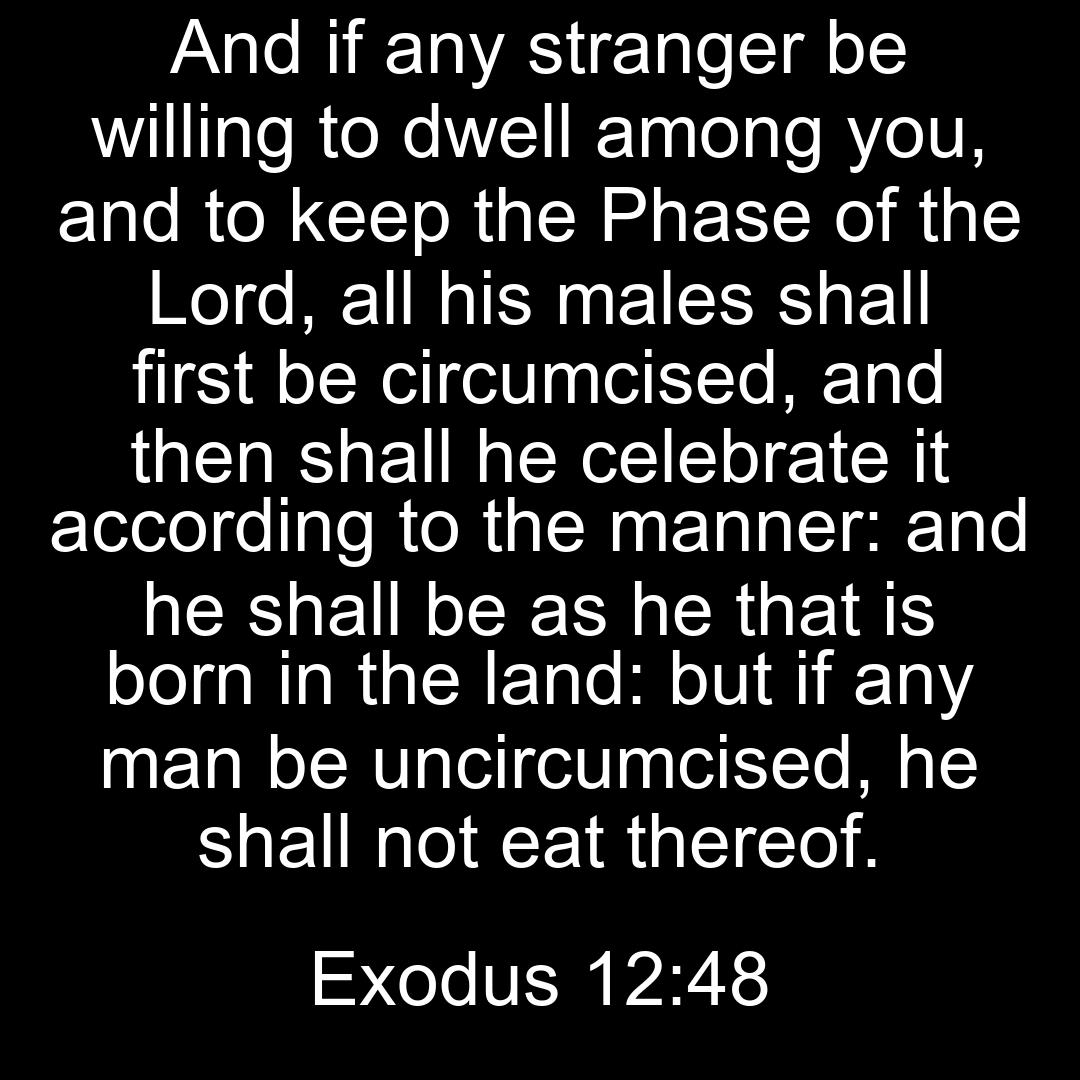 And if any stranger be
willing to dwell among you,
and to keep the Phase of the
Lord, all his males shall
first be circumcised, and
then shall he celebrate it
according to the manner: and
he shall be as he that is
born in the land: but if any
man be uncircumcised, he
shall not eat thereof.
Exodus 12:48